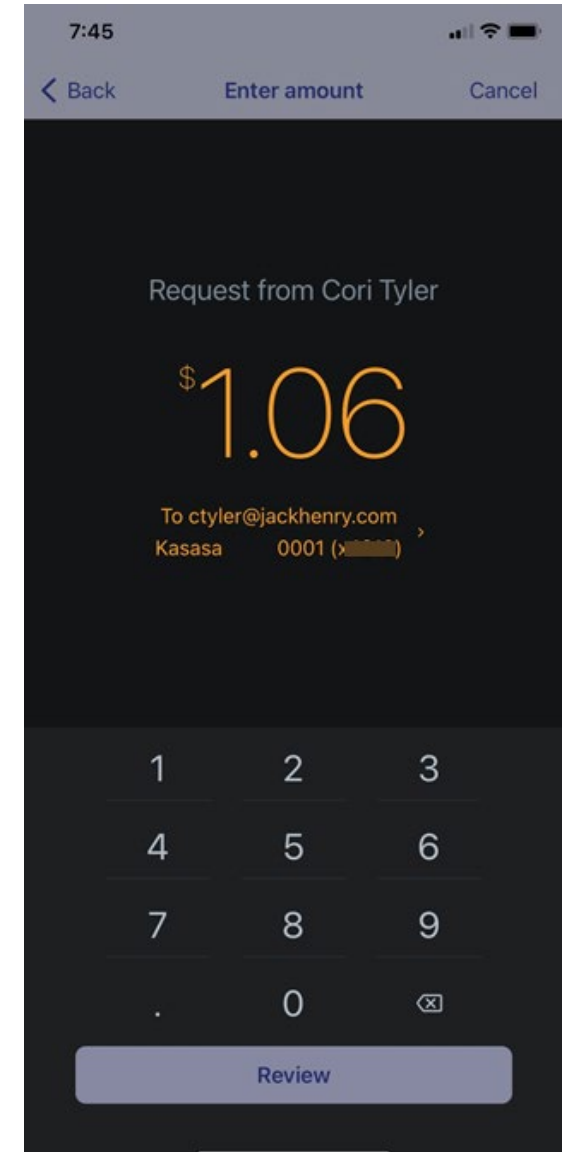 7:45
Back Enter amount Cancel
Request from Cori Tyler
$1.06
To ctyler@jackhenry.com
Kasasa 0001 (x)
1 2 3
4 5 6
7 8 9
. 0
Review